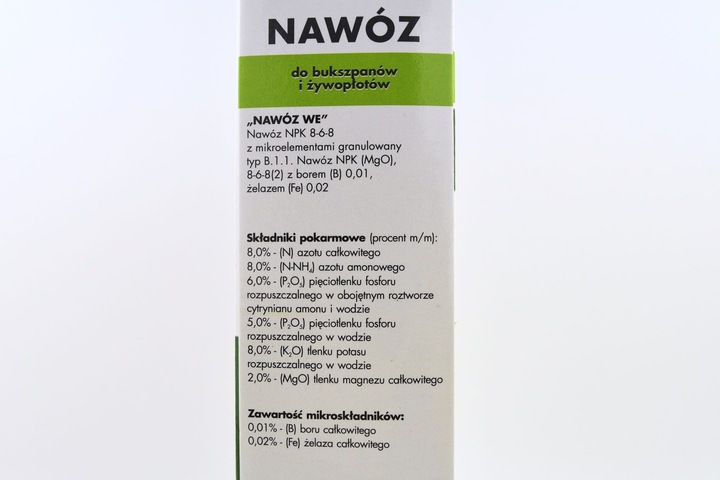 NAWÓZ
do bukszpanów
i żywopłotów
„NAWÓZ WE”
Nawóz NPK 8-6-8
z mikroelementami granulowany
typ B.1.1. Nawóz NPK (MgO),
8-6-8(2) z borem (B) 0,01,
żelazem (Fe) 0,02
Składniki pokarmowe (procent m/m):
8,0% - (N) azotu całkowitego
8,0% - (N-NH₄) azotu amonowego
6,0% - (P₂O₅) pięciotlenku fosforu
rozpuszczalnego w obojętnym roztworze
cytrynianu amonu i wodzie
5,0% - (P₂O₅) pięciotlenku fosforu
rozpuszczalnego w wodzie
8,0% - (K₂O) tlenku potasu
rozpuszczalnego w wodzie
2,0% - (MgO) tlenku magnezu całkowitego
Zawartość mikroskładników:
0,01% - (B) boru całkowitego
0,02% - (Fe) żelaza całkowitego